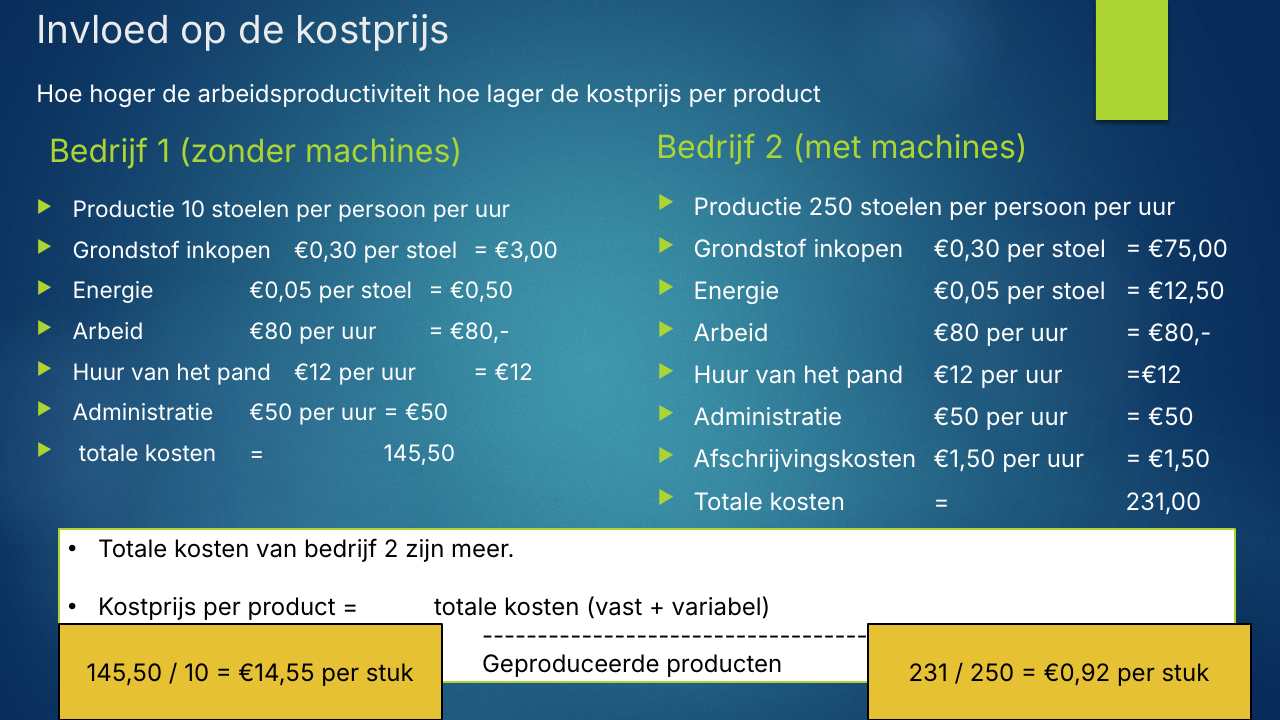 Invloed op de kostprijs
Hoe hoger de arbeidsproductiviteit hoe lager de kostprijs per product
Bedrijf 1 (zonder machines)
Productie 10 stoelen per persoon per uur
Grondstof inkopen €0,30 per stoel = €3,00
Energie €0,05 per stoel = €0,50
Arbeid €80 per uur = €80,-
Huur van het pand €12 per uur = €12
Administratie €50 per uur = €50
totale kosten = 145,50
Bedrijf 2 (met machines)
Productie 250 stoelen per persoon per uur
Grondstof inkopen €0,30 per stoel = €75,00
Energie €0,05 per stoel = €12,50
Arbeid €80 per uur = €80,-
Huur van het pand €12 per uur =€12
Administratie €50 per uur = €50
Afschrijvingskosten €1,50 per uur = €1,50
Totale kosten = 231,00
• Totale kosten van bedrijf 2 zijn meer.
• Kostprijs per product = totale kosten (vast + variabel)
-----------------------------------
Geproduceerde producten
145,50 / 10 = €14,55 per stuk
231 / 250 = €0,92 per stuk